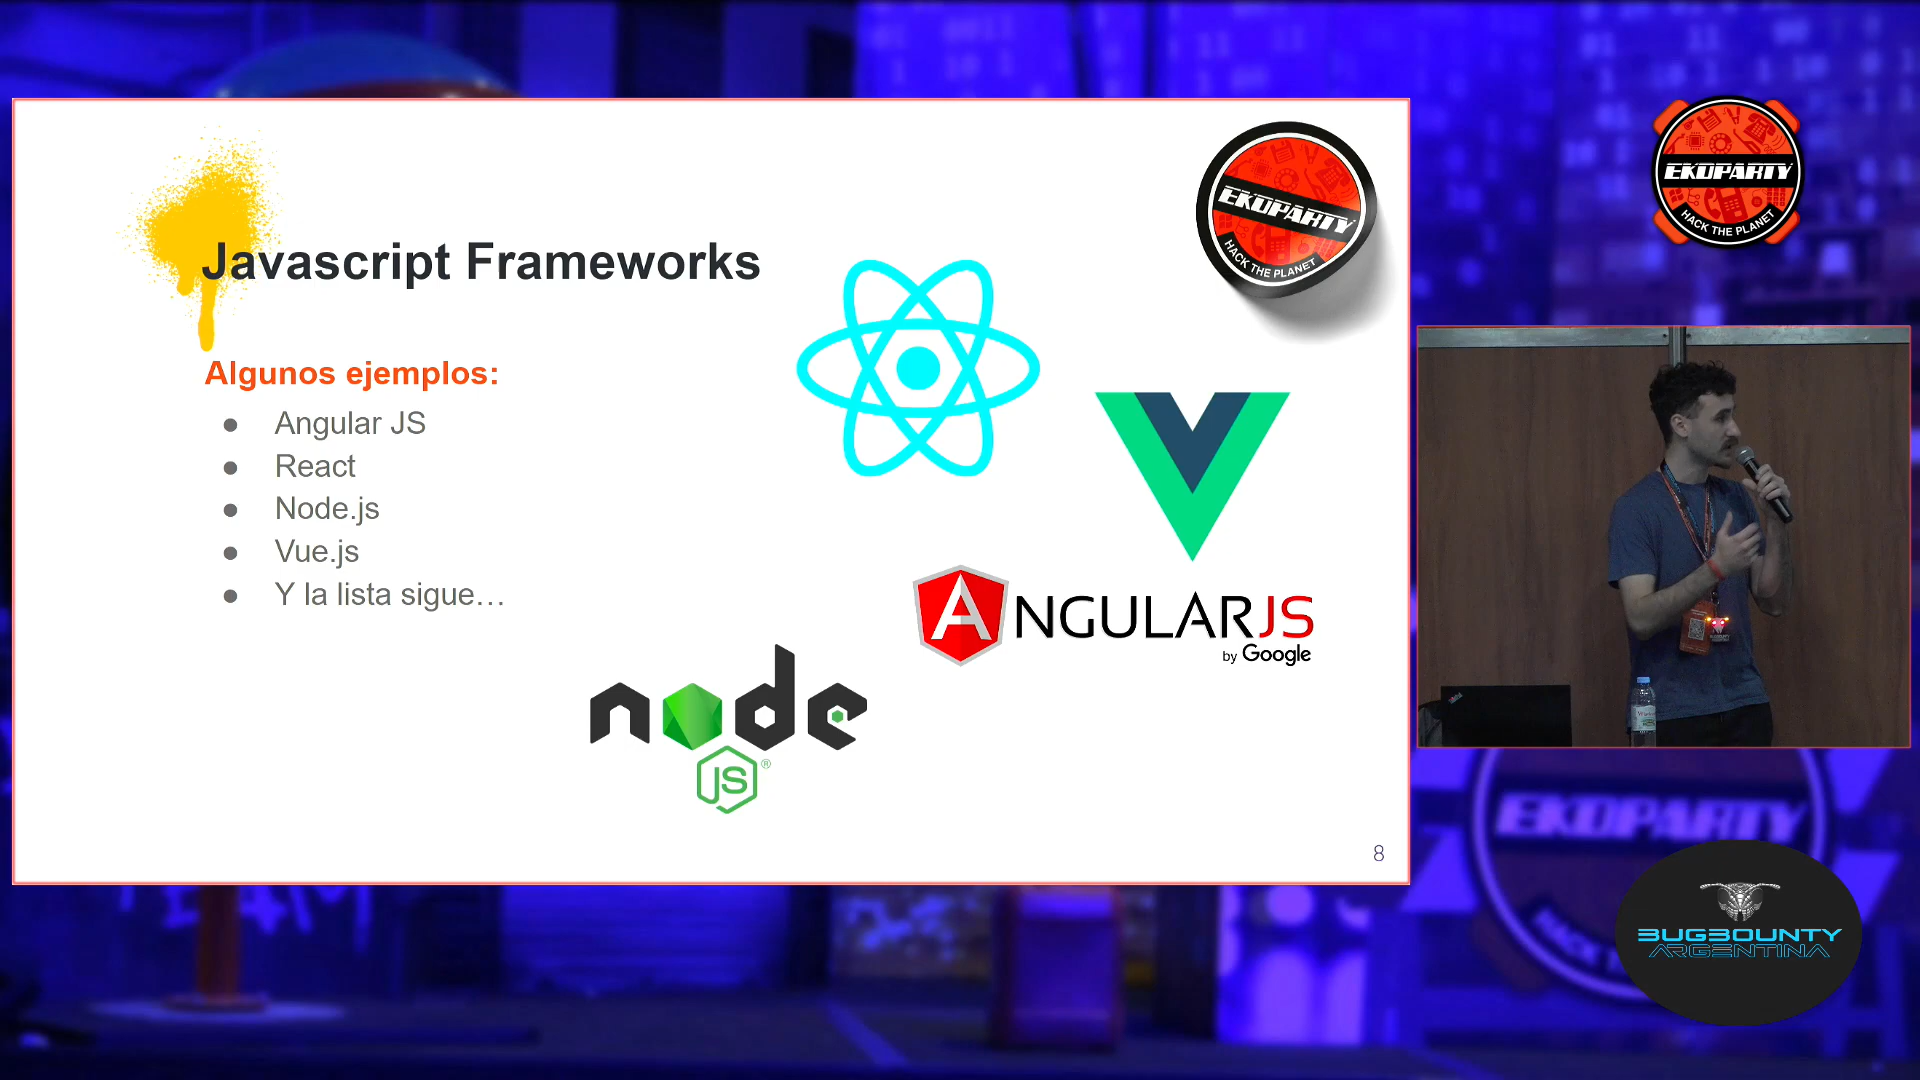 Javascript Frameworks
Algunos ejemplos:
● Angular JS
● React
● Node.js
● Vue.js
● Y la lista sigue…
EKOPARTY
HACK THE PLANET
ANGULARJS
by Google
node
JS®
8
EKOPARTY
HACK THE PLANET
EKOPARTY
BUGBOUNTY
ARGENTINA